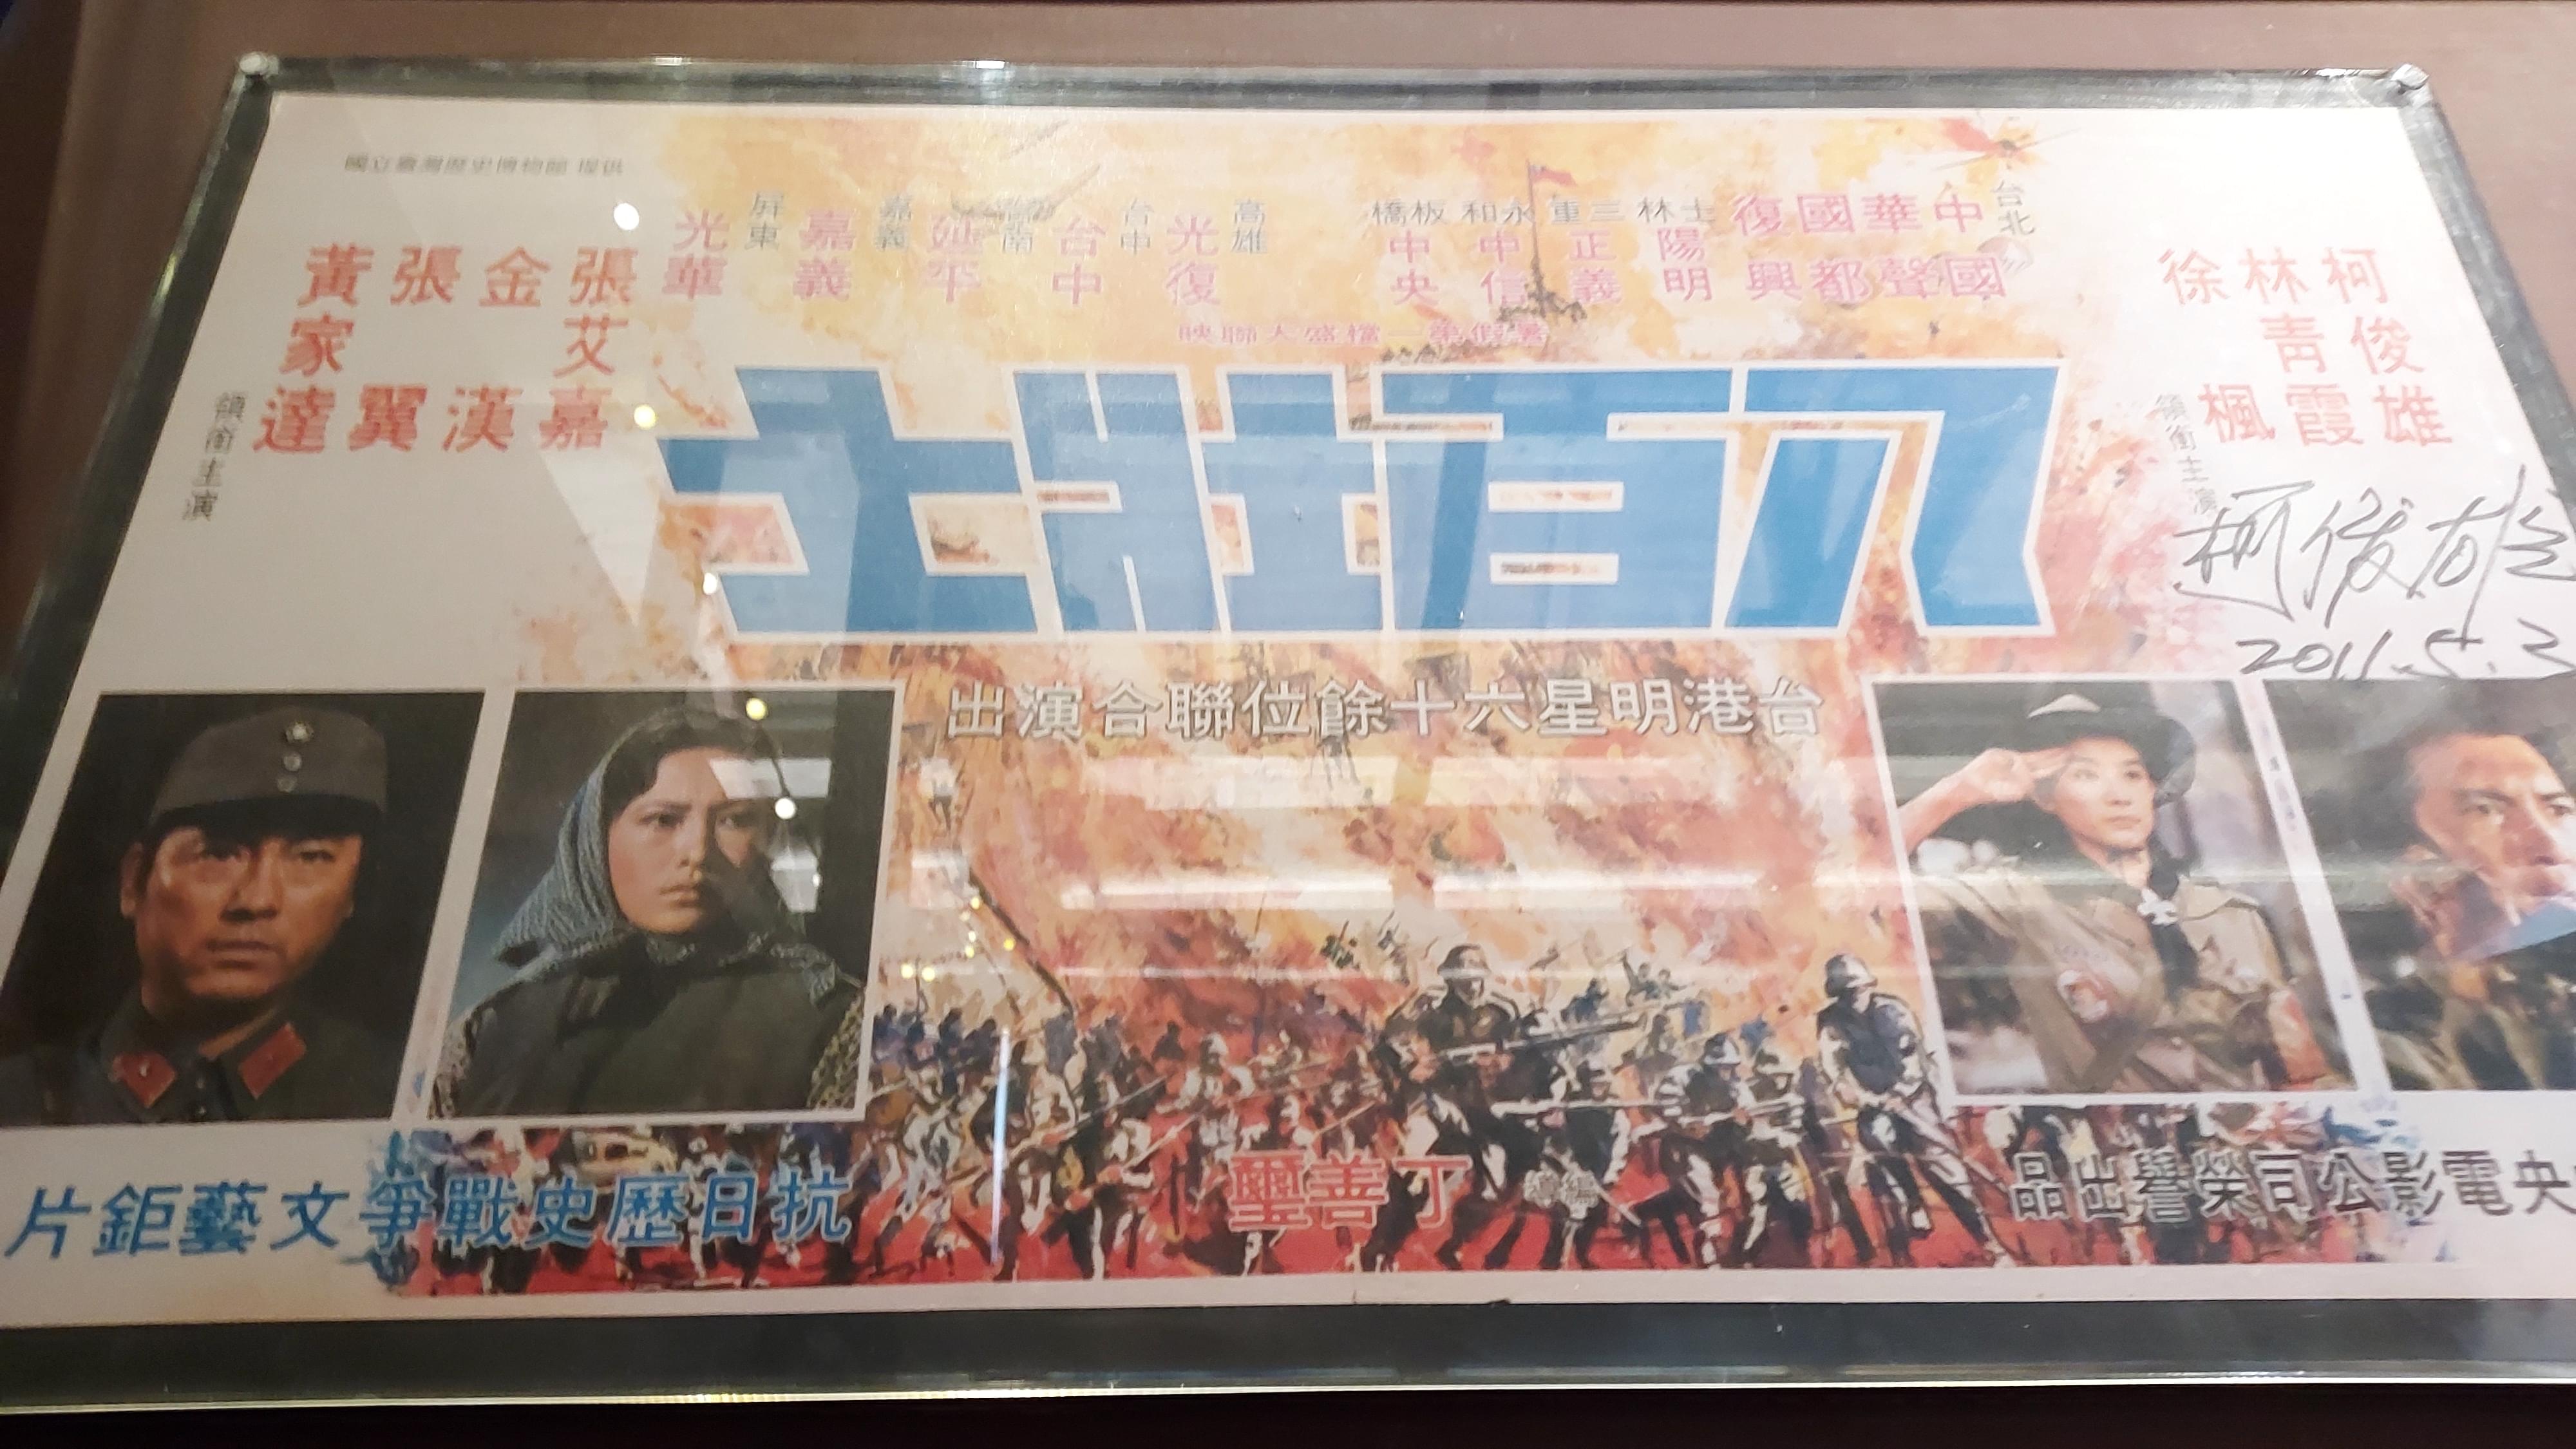 國立臺灣歷史博物館 提供
台北
中國
華聲
國都
復興
士林
陽明
三重
正義
永和
中信
板橋
中央
高雄
光復
台中
台中
臺南
延平
嘉義
嘉義
屏東
光華
暑假第一檔盛大聯映
柯俊雄
林青霞
徐楓
領銜主演
張艾嘉
金漢
張翼
黃家達
領銜主演
八百壯士
柯俊雄
2011.5.
台港明星六十餘位聯合演出
央電影公司榮譽出品
編導
丁善璽
抗日歷史戰爭文藝鉅片